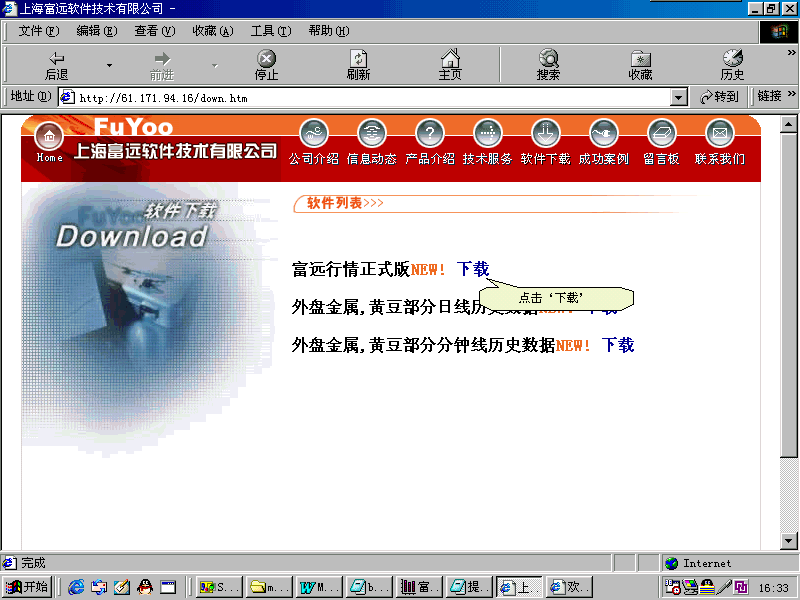 上海富远软件技术有限公司 -
文件(F) 编辑(E) 查看(V) 收藏(A) 工具(T) 帮助(H)
后退 前进 停止 刷新 主页 搜索 收藏 历史 »
地址(D) http://61.171.94.16/down.htm 转到 链接 »
FuYoo
上海富远软件技术有限公司
Home 公司介绍 信息动态 产品介绍 技术服务 软件下载 成功案例 留言板 联系我们
FuYoo 软件下载
Download
软件列表>>>
富远行情正式版NEW! 下载
点击‘下载’
外盘金属,黄豆部分日线历史数据NEW! 下载
外盘金属,黄豆部分分钟线历史数据NEW! 下载
完成 Internet
开始 S... m... W M... b... 富... 提... 上... 欢... 16:33